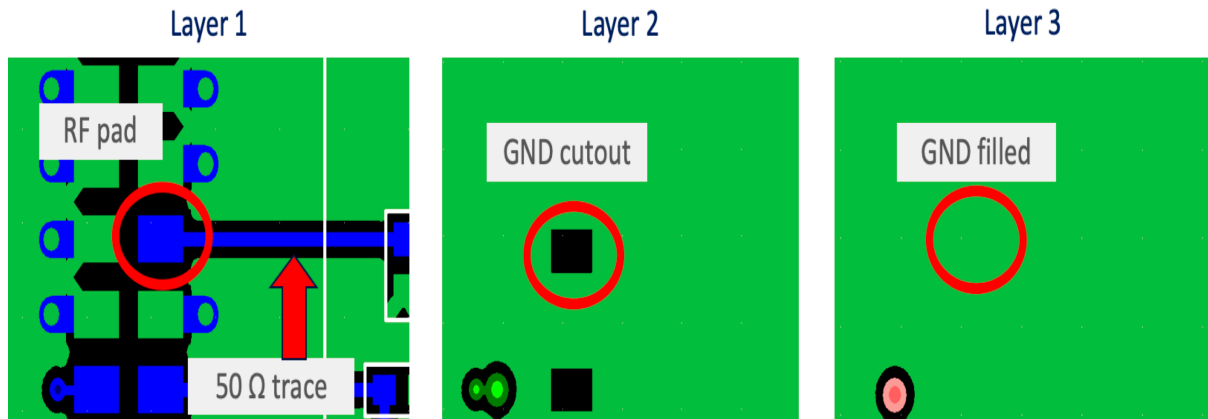 Layer 1
Layer 2
Layer 3
RF pad
GND cutout
GND filled
50 Ω trace